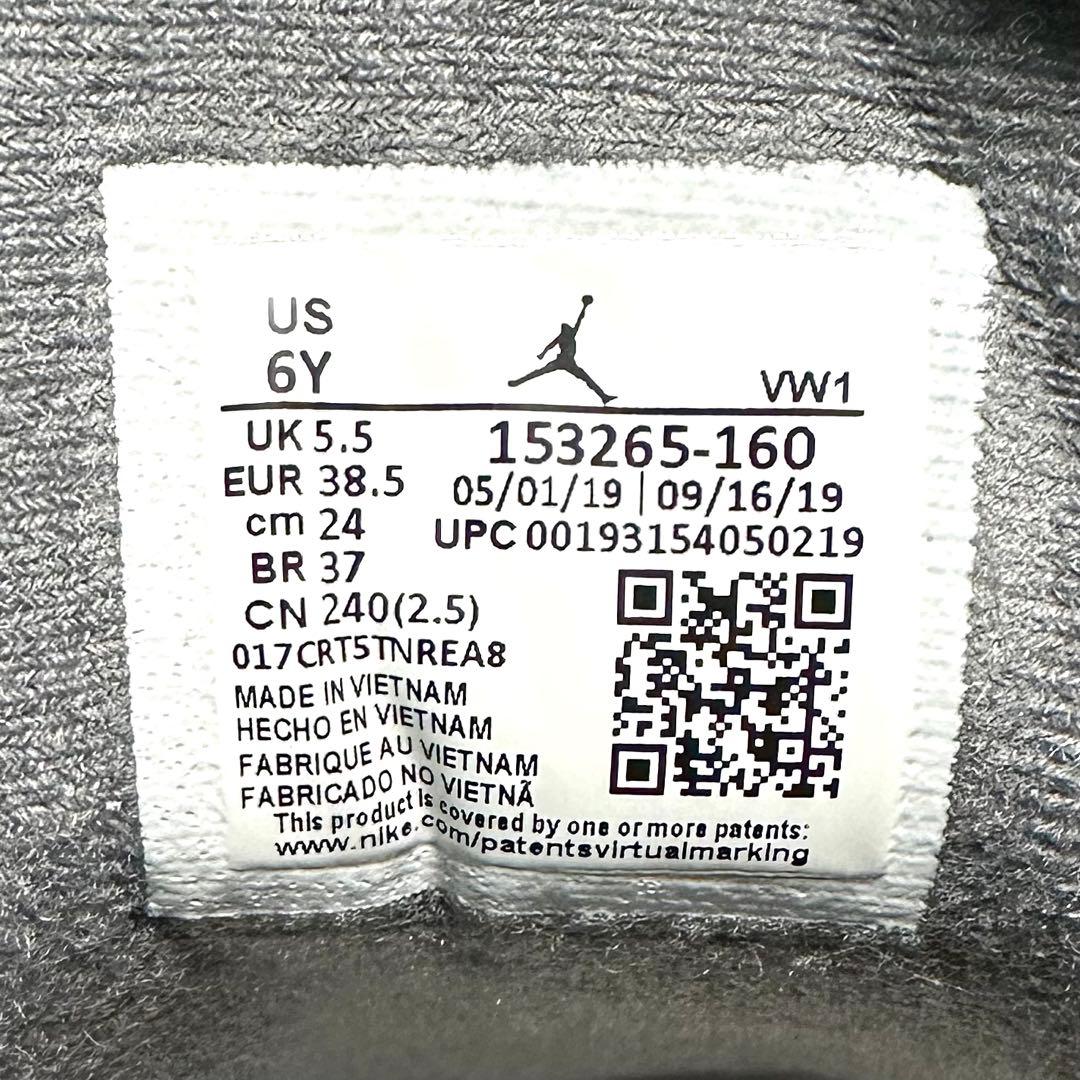 US
6Y
VW1
UK 5.5
EUR 38.5
cm 24
BR 37
CN 240(2.5)
153265-160
05/01/19 | 09/16/19
UPC 00193154050219
017CRT5TNREA8
MADE IN VIETNAM
HECHO EN VIETNAM
FABRIQUE AU VIETNAM
FABRICADO NO VIETNÃ
This product is covered by one or more patents:
www.nike.com/patentsvirtualmarking